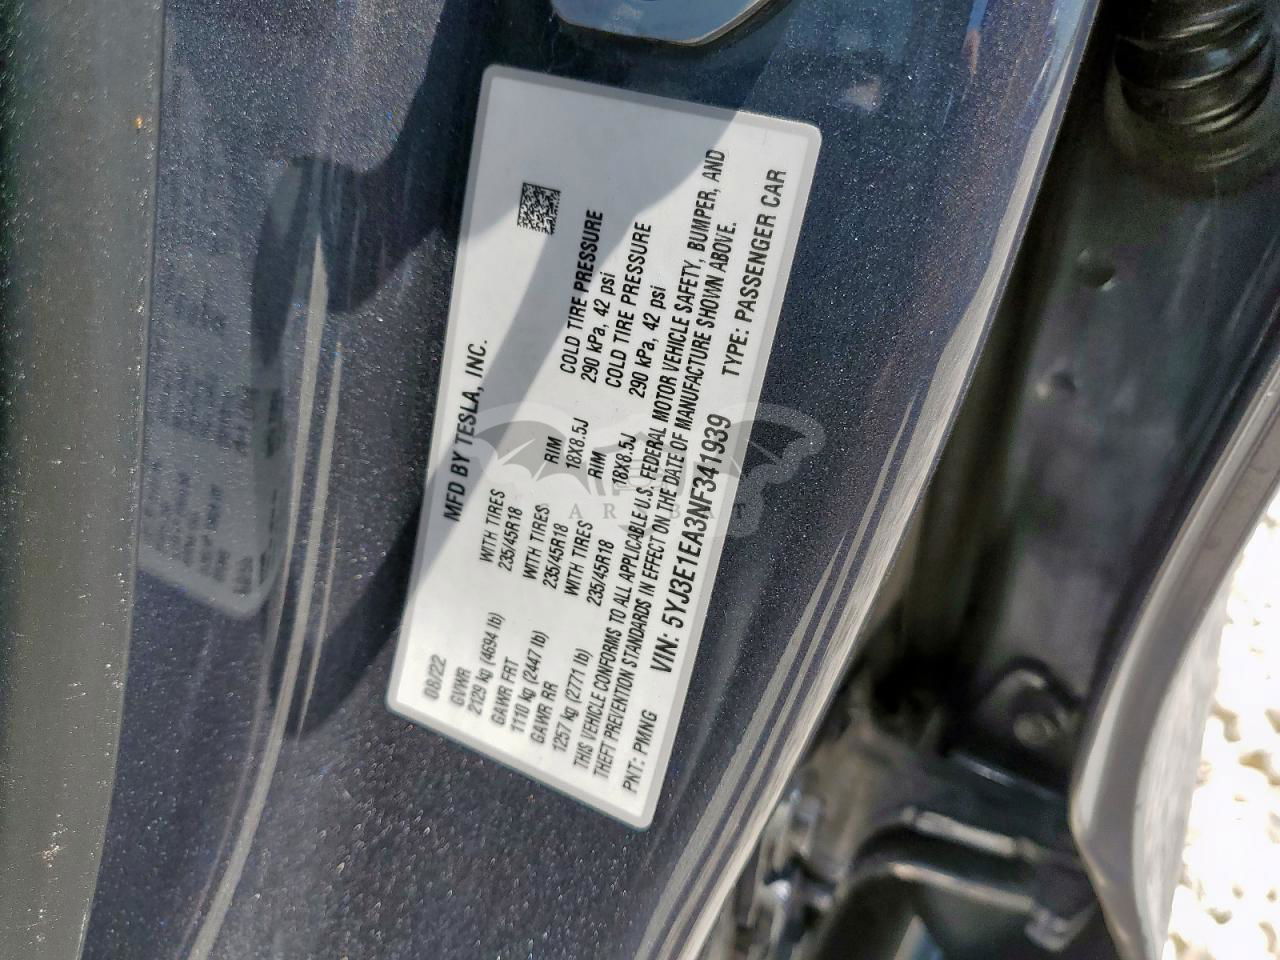 MFD BY TESLA, INC.
08/22
GVWR
2129 kg (4694 lb)
GAWR FRT
1110 kg (2447 lb)
GAWR RR
1257 kg (2771 lb)
WITH TIRES
235/45R18
WITH TIRES
235/45R18
WITH TIRES
235/45R18
RIM
18X8.5J
RIM
18X8.5J
COLD TIRE PRESSURE
290 kPa, 42 psi
COLD TIRE PRESSURE
290 kPa, 42 psi
THIS VEHICLE CONFORMS TO ALL APPLICABLE U.S. FEDERAL MOTOR VEHICLE SAFETY, BUMPER, AND
THEFT PREVENTION STANDARDS IN EFFECT ON THE DATE OF MANUFACTURE SHOWN ABOVE.
PNT: PMNG VIN: 5YJ3E1EA3NF341939 TYPE: PASSENGER CAR